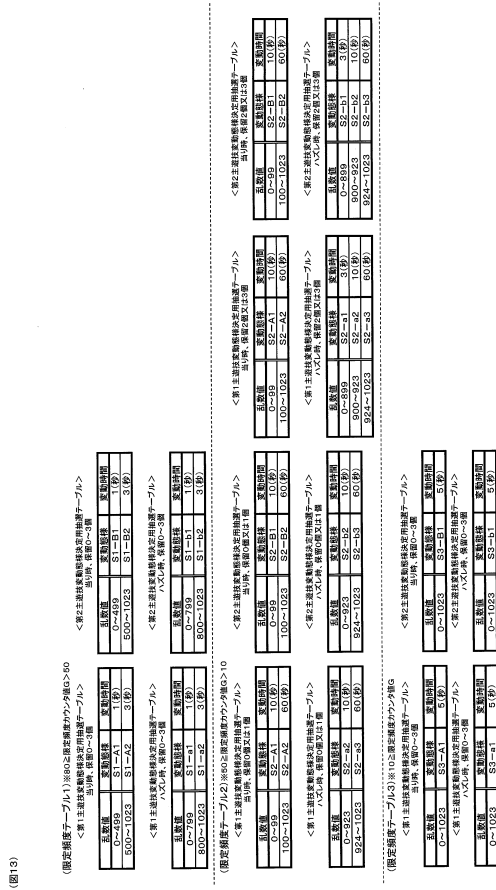 (図13)
(限定頻度テーブル1)※80≧限定頻度カウンタ値G>50
<第1主遊技変動態様決定用抽選テーブル>
当り時、保留0~3個
乱数値 変動態様 変動時間
0~499 S1-A1 1(秒)
500~1023 S1-A2 3(秒)
<第2主遊技変動態様決定用抽選テーブル>
当り時、保留0~3個
乱数値 変動態様 変動時間
0~499 S1-B1 1(秒)
500~1023 S1-B2 3(秒)
<第1主遊技変動態様決定用抽選テーブル>
ハズレ時、保留0~3個
乱数値 変動態様 変動時間
0~799 S1-a1 1(秒)
800~1023 S1-a2 3(秒)
<第2主遊技変動態様決定用抽選テーブル>
ハズレ時、保留0~3個
乱数値 変動態様 変動時間
0~799 S1-b1 1(秒)
800~1023 S1-b2 3(秒)
(限定頻度テーブル2)※50≧限定頻度カウンタ値G>10
<第1主遊技変動態様決定用抽選テーブル>
当り時、保留0個又は1個
乱数値 変動態様 変動時間
0~99 S2-A1 10(秒)
100~1023 S2-A2 60(秒)
<第2主遊技変動態様決定用抽選テーブル>
当り時、保留0個又は1個
乱数値 変動態様 変動時間
0~99 S2-B1 10(秒)
100~1023 S2-B2 60(秒)
<第1主遊技変動態様決定用抽選テーブル>
当り時、保留2個又は3個
乱数値 変動態様 変動時間
0~99 S2-A1 10(秒)
100~1023 S2-A2 60(秒)
<第2主遊技変動態様決定用抽選テーブル>
当り時、保留2個又は3個
乱数値 変動態様 変動時間
0~99 S2-B1 10(秒)
100~1023 S2-B2 60(秒)
<第1主遊技変動態様決定用抽選テーブル>
ハズレ時、保留0個又は1個
乱数値 変動態様 変動時間
0~923 S2-a2 10(秒)
924~1023 S2-a3 60(秒)
<第2主遊技変動態様決定用抽選テーブル>
ハズレ時、保留0個又は1個
乱数値 変動態様 変動時間
0~923 S2-b2 10(秒)
924~1023 S2-b3 60(秒)
<第1主遊技変動態様決定用抽選テーブル>
ハズレ時、保留2個又は3個
乱数値 変動態様 変動時間
0~899 S2-a1 3(秒)
900~923 S2-a2 10(秒)
924~1023 S2-a3 60(秒)
<第2主遊技変動態様決定用抽選テーブル>
ハズレ時、保留2個又は3個
乱数値 変動態様 変動時間
0~899 S2-b1 3(秒)
900~923 S2-b2 10(秒)
924~1023 S2-b3 60(秒)
(限定頻度テーブル3)※10≧限定頻度カウンタ値G
<第1主遊技変動態様決定用抽選テーブル>
当り時、保留0~3個
乱数値 変動態様 変動時間
0~1023 S3-A1 5(秒)
<第2主遊技変動態様決定用抽選テーブル>
当り時、保留0~3個
乱数値 変動態様 変動時間
0~1023 S3-B1 5(秒)
<第1主遊技変動態様決定用抽選テーブル>
ハズレ時、保留0~3個
乱数値 変動態様 変動時間
0~1023 S3-a1 5(秒)
<第2主遊技変動態様決定用抽選テーブル>
ハズレ時、保留0~3個
乱数値 変動態様 変動時間
0~1023 S3-b1 5(秒)